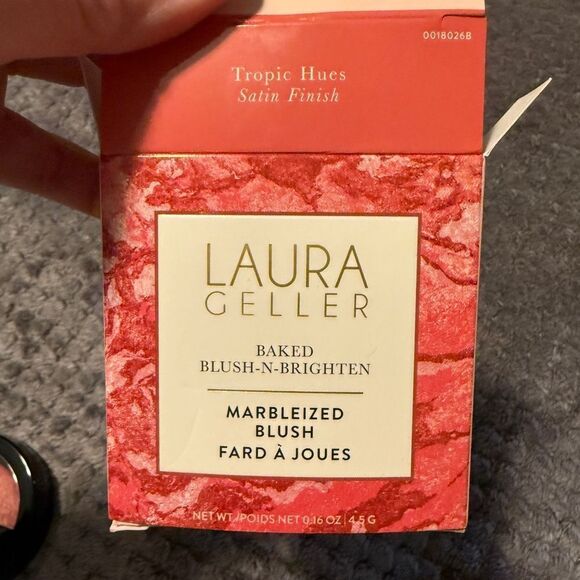 0018026B
Tropic Hues
Satin Finish
LAURA
GELLER
BAKED
BLUSH-N-BRIGHTEN
MARBLEIZED
BLUSH
FARD À JOUES
NET WT./POIDS NET 0.16 OZ | 4.5 G